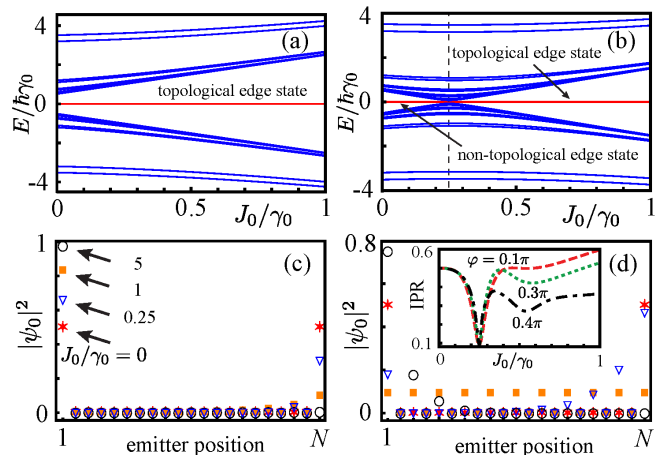 4
(a)
topological edge state
0
-4
E/ħγ₀
0
0.5
J₀/γ₀
1
4
(b)
topological edge state
0
non-topological edge state
-4
E/ħγ₀
0
0.5
J₀/γ₀
1
1
(c)
5
1
0.25
J₀/γ₀ = 0
|ψ₀|²
0
1
emitter position
N
0.8
(d)
0.6
φ = 0.1π
0.3π
0.4π
IPR
0.1
0
J₀/γ₀
1
|ψ₀|²
0
1
emitter position
N